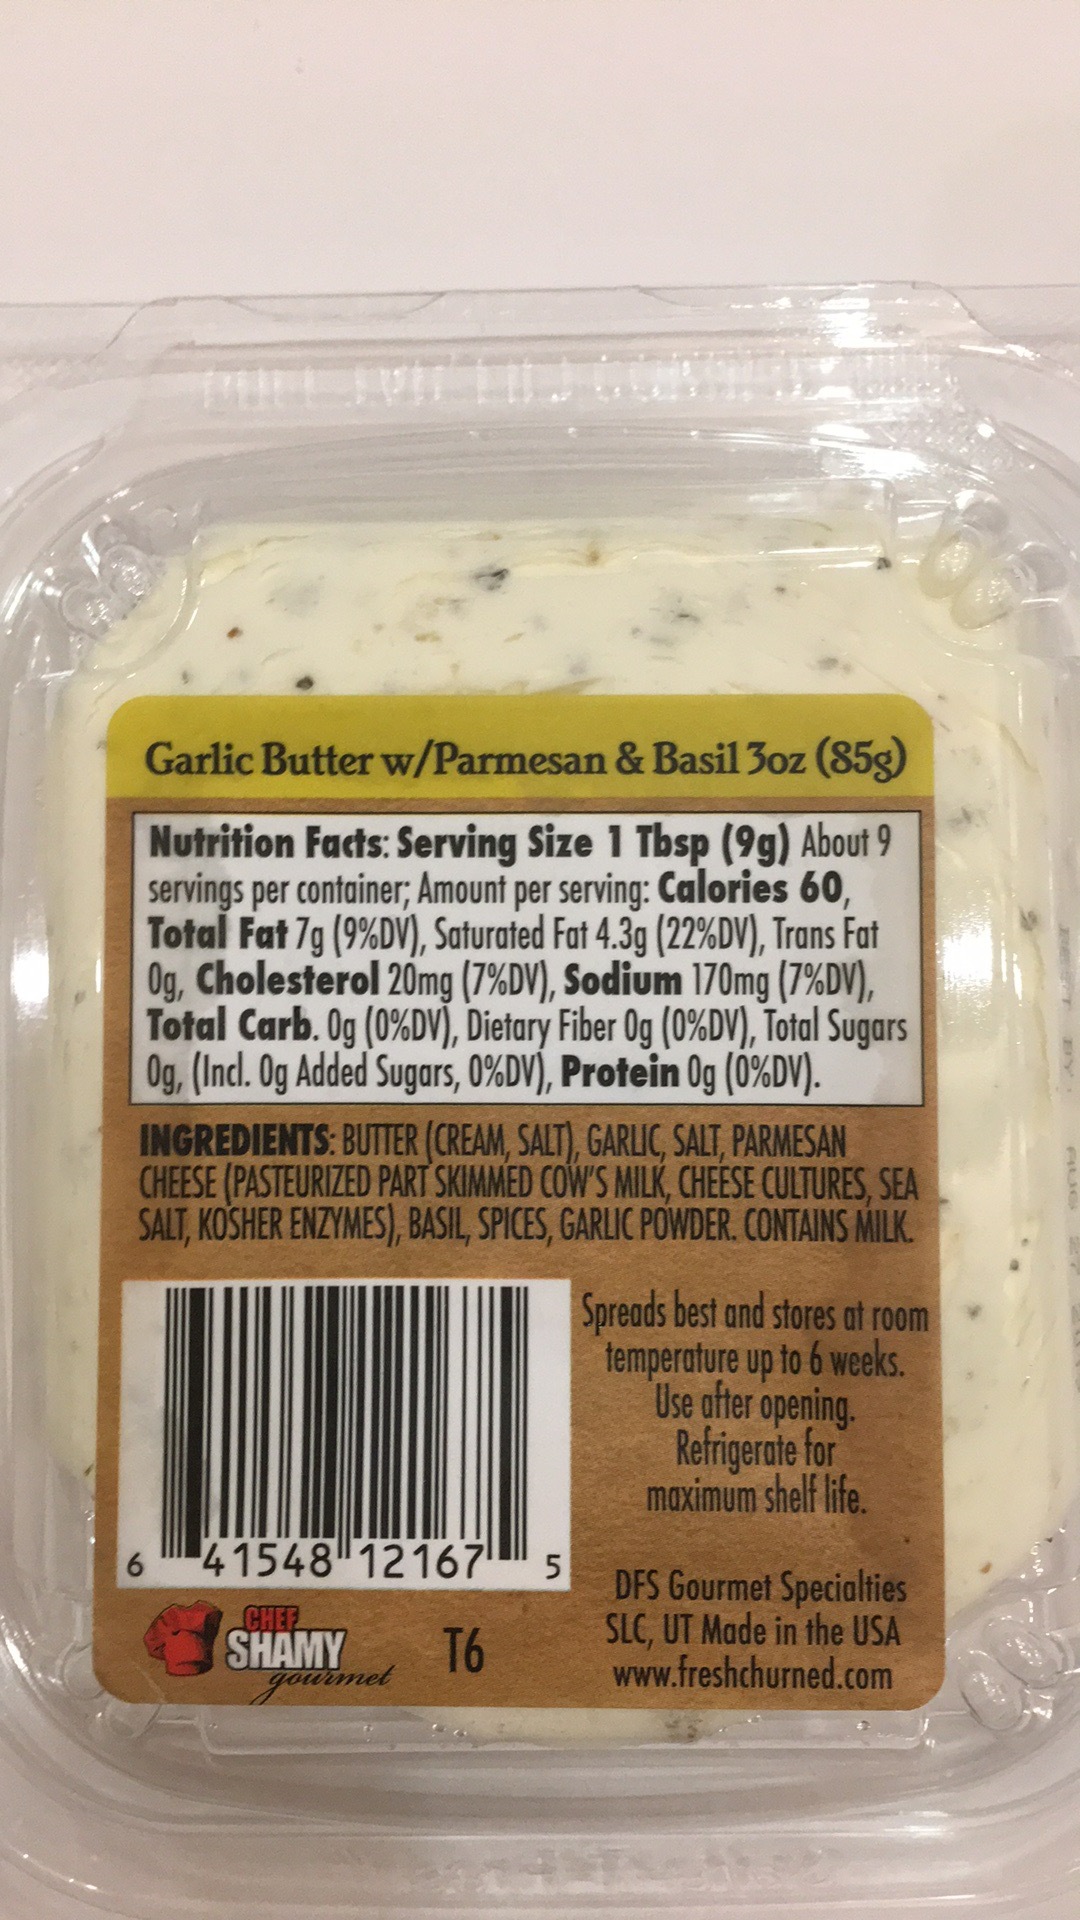 Garlic Butter w/Parmesan & Basil 3oz (85g)
Nutrition Facts: Serving Size 1 Tbsp (9g) About 9
servings per container; Amount per serving: Calories 60,
Total Fat 7g (9%DV), Saturated Fat 4.3g (22%DV), Trans Fat
0g, Cholesterol 20mg (7%DV), Sodium 170mg (7%DV),
Total Carb. 0g (0%DV), Dietary Fiber 0g (0%DV), Total Sugars
0g, (Incl. 0g Added Sugars, 0%DV), Protein 0g (0%DV).
INGREDIENTS: BUTTER (CREAM, SALT), GARLIC, SALT, PARMESAN
CHEESE (PASTEURIZED PART SKIMMED COW'S MILK, CHEESE CULTURES, SEA
SALT, KOSHER ENZYMES), BASIL, SPICES, GARLIC POWDER. CONTAINS MILK.
Spreads best and stores at room
temperature up to 6 weeks.
Use after opening.
Refrigerate for
maximum shelf life.
6 41548 12167 5
DFS Gourmet Specialties
SLC, UT Made in the USA
www.freshchurned.com
CHEF
SHAMY
gourmet
T6